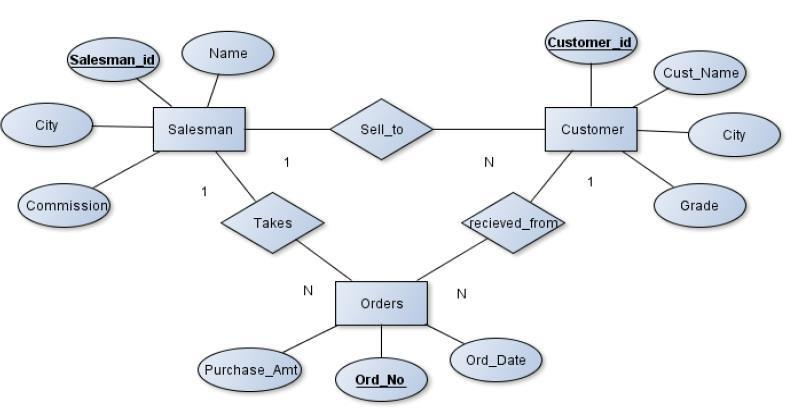 Customer_id
Salesman_id
Name
Cust_Name
City
Salesman
Sell_to
Customer
City
1
N
Commission
1
1
Grade
Takes
recieved_from
N
N
Orders
Purchase_Amt
Ord_No
Ord_Date